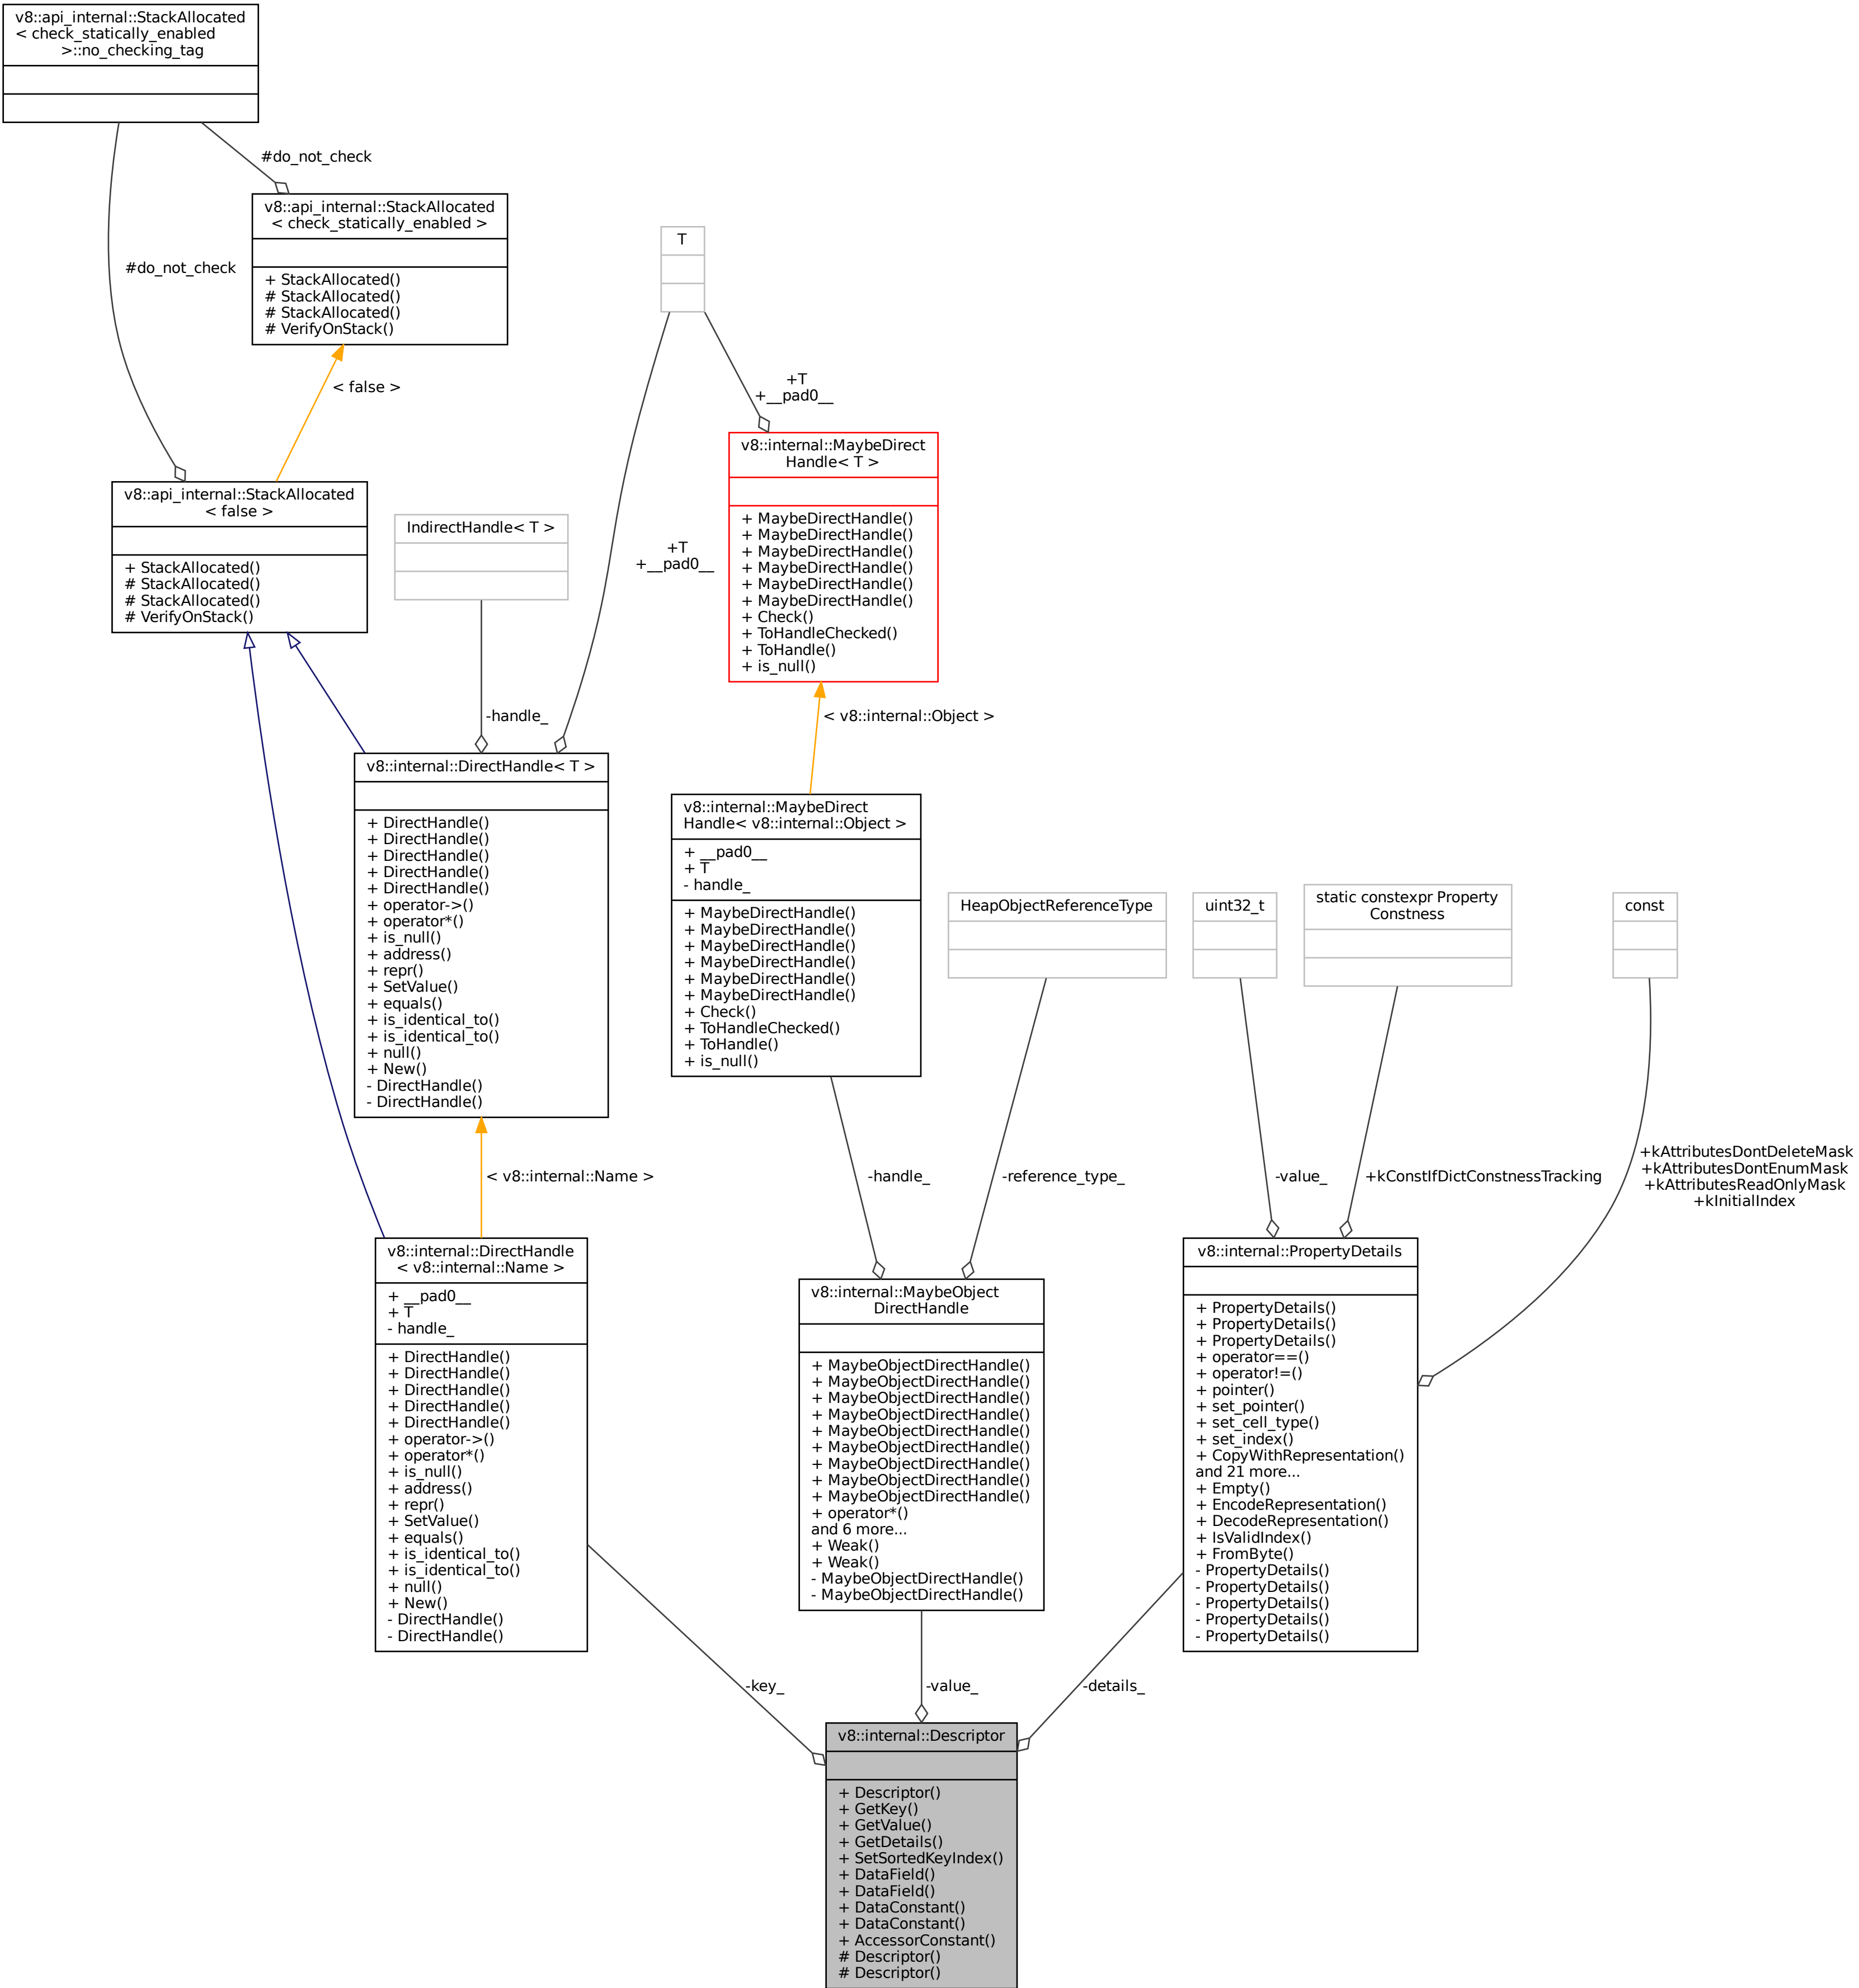 v8::api_internal::StackAllocated
< check_statically_enabled
>::no_checking_tag
#do_not_check
v8::api_internal::StackAllocated
< check_statically_enabled >
+ StackAllocated()
# StackAllocated()
# StackAllocated()
# VerifyOnStack()
#do_not_check
< false >
T
+T
+__pad0__
v8::api_internal::StackAllocated
< false >
+ StackAllocated()
# StackAllocated()
# StackAllocated()
# VerifyOnStack()
IndirectHandle< T >
+T
+__pad0__
v8::internal::MaybeDirect
Handle< T >
+ MaybeDirectHandle()
+ MaybeDirectHandle()
+ MaybeDirectHandle()
+ MaybeDirectHandle()
+ MaybeDirectHandle()
+ MaybeDirectHandle()
+ Check()
+ ToHandleChecked()
+ ToHandle()
+ is_null()
-handle_
< v8::internal::Object >
v8::internal::DirectHandle< T >
+ DirectHandle()
+ DirectHandle()
+ DirectHandle()
+ DirectHandle()
+ DirectHandle()
+ operator->()
+ operator*()
+ is_null()
+ address()
+ repr()
+ SetValue()
+ equals()
+ is_identical_to()
+ is_identical_to()
+ null()
+ New()
- DirectHandle()
- DirectHandle()
v8::internal::MaybeDirect
Handle< v8::internal::Object >
+ __pad0__
+ T
- handle_
+ MaybeDirectHandle()
+ MaybeDirectHandle()
+ MaybeDirectHandle()
+ MaybeDirectHandle()
+ MaybeDirectHandle()
+ MaybeDirectHandle()
+ Check()
+ ToHandleChecked()
+ ToHandle()
+ is_null()
HeapObjectReferenceType
uint32_t
static constexpr Property
Constness
const
< v8::internal::Name >
-handle_
-reference_type_
-value_
+kConstIfDictConstnessTracking
+kAttributesDontDeleteMask
+kAttributesDontEnumMask
+kAttributesReadOnlyMask
+kInitialIndex
v8::internal::DirectHandle
< v8::internal::Name >
+ __pad0__
+ T
- handle_
+ DirectHandle()
+ DirectHandle()
+ DirectHandle()
+ DirectHandle()
+ DirectHandle()
+ operator->()
+ operator*()
+ is_null()
+ address()
+ repr()
+ SetValue()
+ equals()
+ is_identical_to()
+ is_identical_to()
+ null()
+ New()
- DirectHandle()
- DirectHandle()
v8::internal::MaybeObject
DirectHandle
+ MaybeObjectDirectHandle()
+ MaybeObjectDirectHandle()
+ MaybeObjectDirectHandle()
+ MaybeObjectDirectHandle()
+ MaybeObjectDirectHandle()
+ MaybeObjectDirectHandle()
+ MaybeObjectDirectHandle()
+ MaybeObjectDirectHandle()
+ MaybeObjectDirectHandle()
+ operator*()
and 6 more...
+ Weak()
+ Weak()
- MaybeObjectDirectHandle()
- MaybeObjectDirectHandle()
v8::internal::PropertyDetails
+ PropertyDetails()
+ PropertyDetails()
+ PropertyDetails()
+ operator==()
+ operator!=()
+ pointer()
+ set_pointer()
+ set_cell_type()
+ set_index()
+ CopyWithRepresentation()
and 21 more...
+ Empty()
+ EncodeRepresentation()
+ DecodeRepresentation()
+ IsValidIndex()
+ FromByte()
- PropertyDetails()
- PropertyDetails()
- PropertyDetails()
- PropertyDetails()
- PropertyDetails()
-key_
-value_
-details_
v8::internal::Descriptor
+ Descriptor()
+ GetKey()
+ GetValue()
+ GetDetails()
+ SetSortedKeyIndex()
+ DataField()
+ DataField()
+ DataConstant()
+ DataConstant()
+ AccessorConstant()
# Descriptor()
# Descriptor()